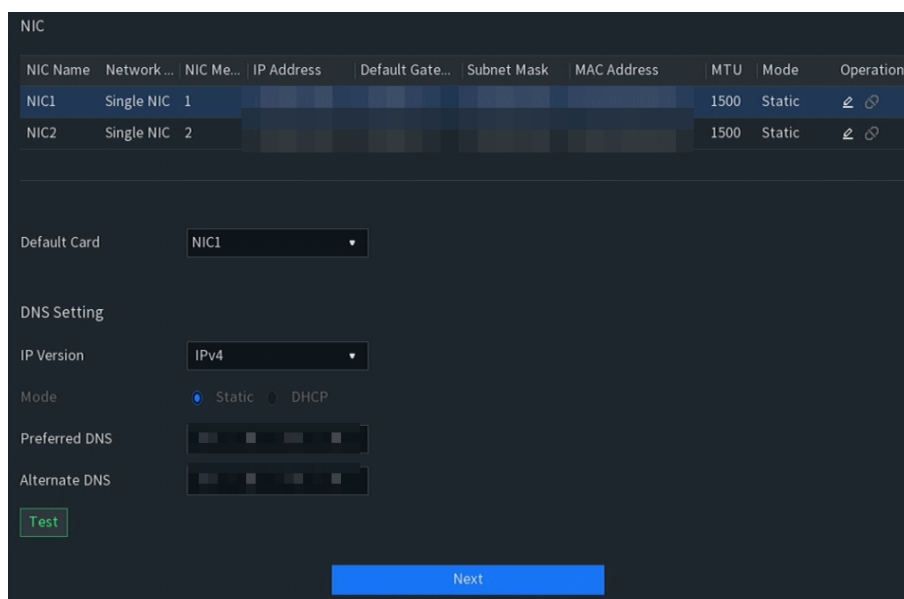 NIC
NIC Name Network ... NIC Me... IP Address Default Gate... Subnet Mask MAC Address MTU Mode Operation
NIC1 Single NIC 1 1500 Static
NIC2 Single NIC 2 1500 Static
Default Card NIC1
DNS Setting
IP Version IPv4
Mode Static DHCP
Preferred DNS
Alternate DNS
Test
Next